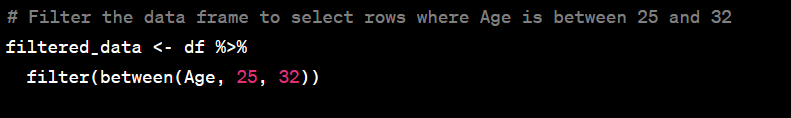 # Filter the data frame to select rows where Age is between 25 and 32
filtered_data <- df %>%
  filter(between(Age, 25, 32))